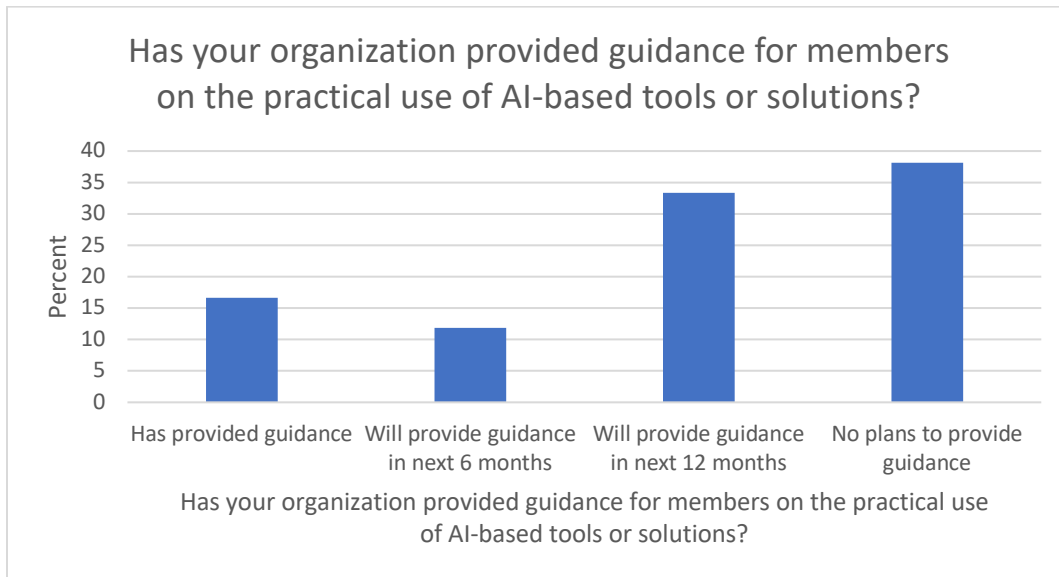 Has your organization provided guidance for members
on the practical use of AI-based tools or solutions?
40
35
30
25
20
15
10
5
0
Percent
Has provided guidance
Will provide guidance
in next 6 months
Will provide guidance
in next 12 months
No plans to provide
guidance
Has your organization provided guidance for members on the practical use
of AI-based tools or solutions?